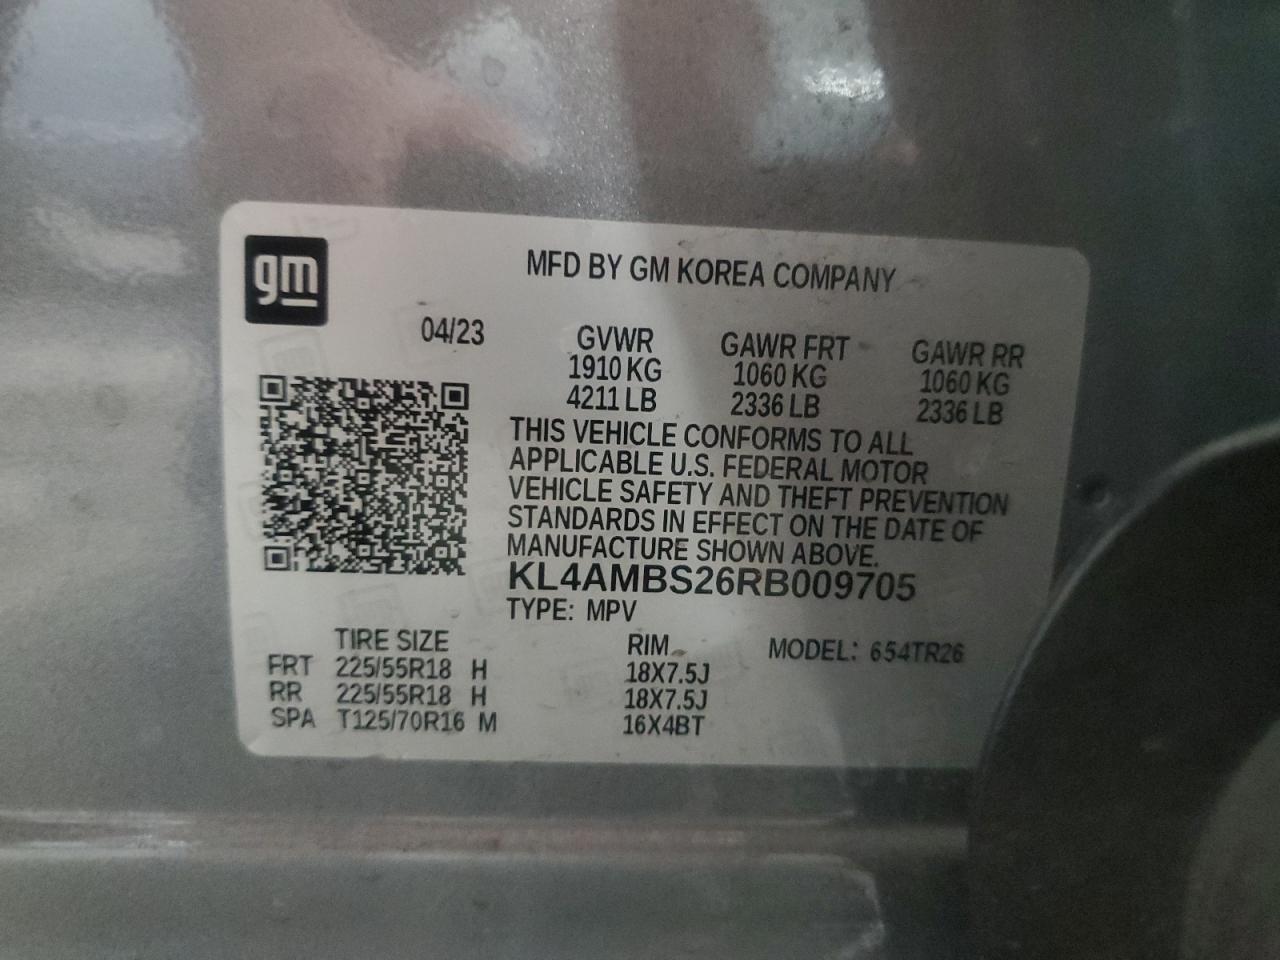 gm
MFD BY GM KOREA COMPANY
04/23
GVWR GAWR FRT GAWR RR
1910 KG 1060 KG 1060 KG
4211 LB 2336 LB 2336 LB
THIS VEHICLE CONFORMS TO ALL
APPLICABLE U.S. FEDERAL MOTOR
VEHICLE SAFETY AND THEFT PREVENTION
STANDARDS IN EFFECT ON THE DATE OF
MANUFACTURE SHOWN ABOVE.
KL4AMBS26RB009705
TYPE: MPV
TIRE SIZE RIM MODEL: 654TR26
FRT 225/55R18 H 18X7.5J
RR 225/55R18 H 18X7.5J
SPA T125/70R16 M 16X4BT